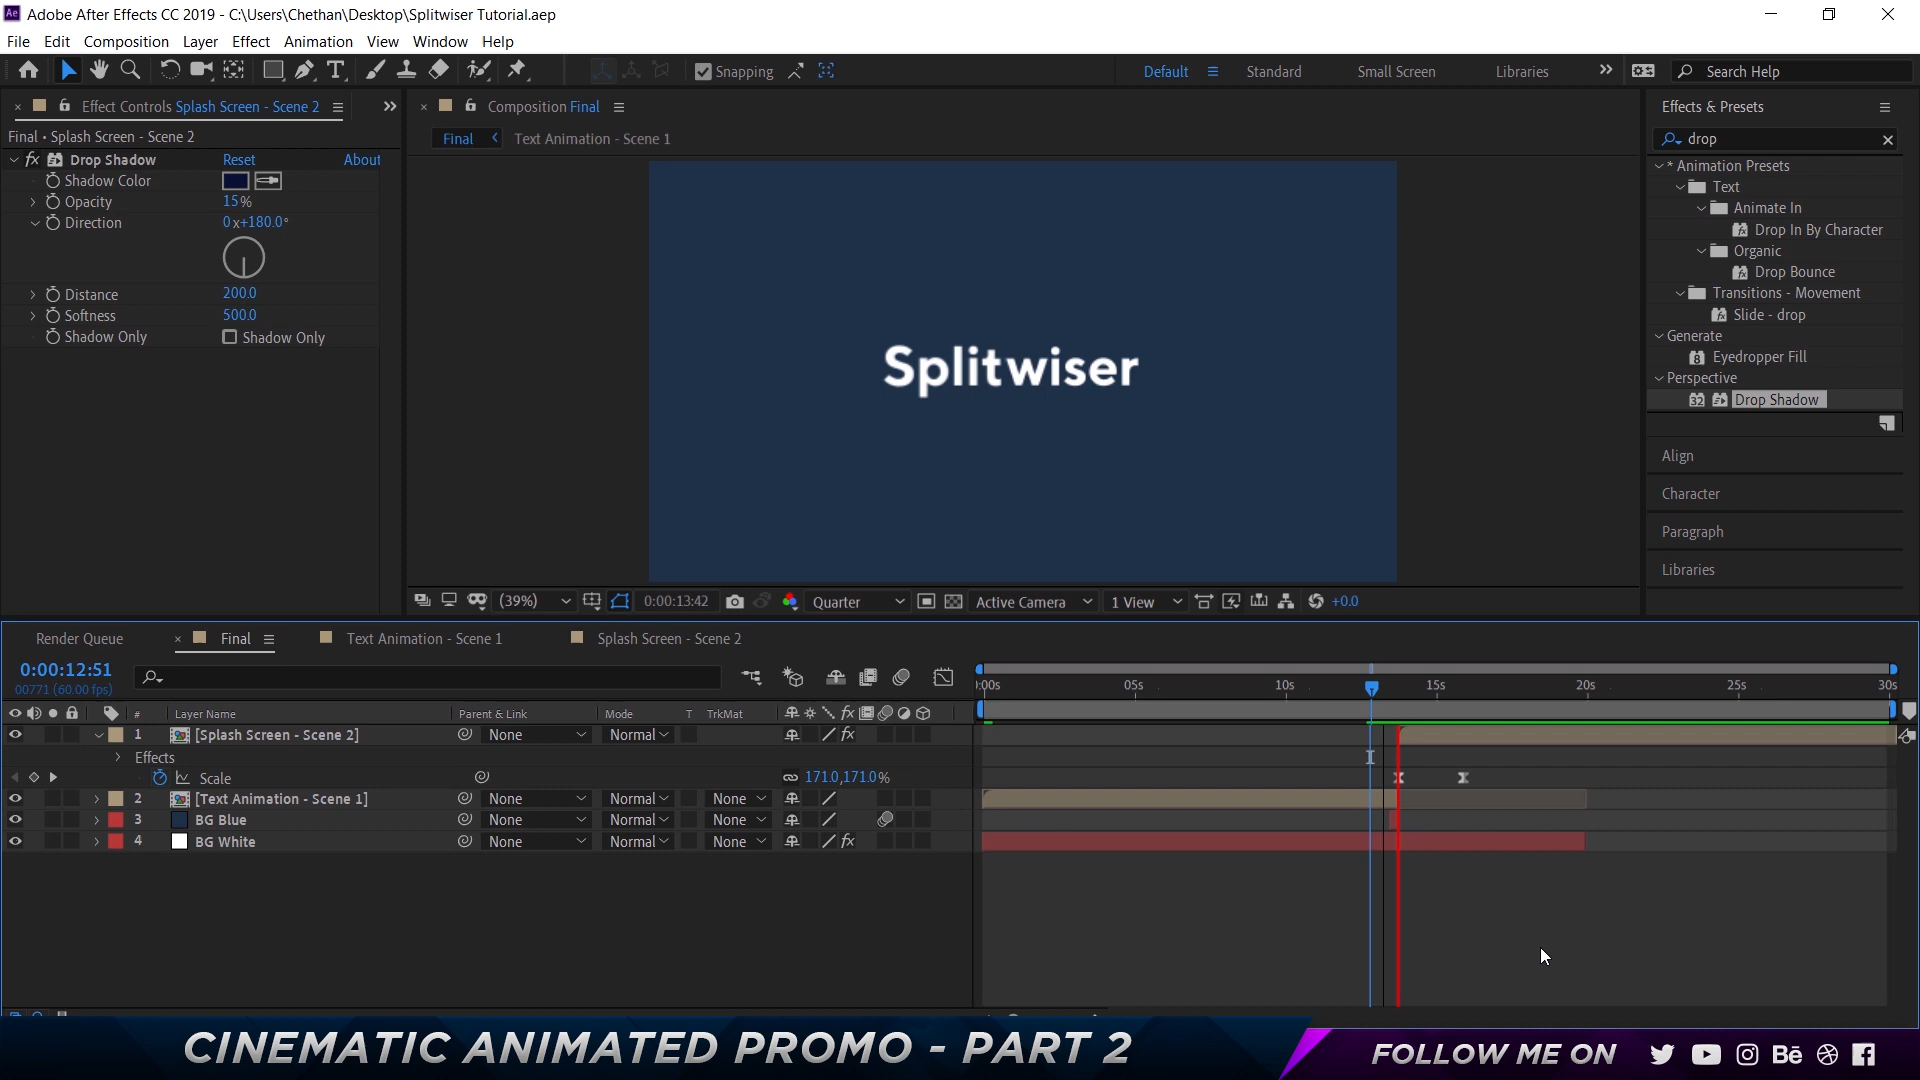 Adobe After Effects CC 2019 - C:\Users\Chethan\Desktop\Splitwiser Tutorial.aep
File Edit Composition Layer Effect Animation View Window Help
Snapping Default Standard Small Screen Libraries Search Help
Effect Controls Splash Screen - Scene 2
Final • Splash Screen - Scene 2
fx Drop Shadow Reset About
Shadow Color
Opacity 15%
Direction 0x+180.0°
Distance 200.0
Softness 500.0
Shadow Only Shadow Only
Composition Final
Final Text Animation - Scene 1
Splitwiser
(39%) 0:00:13:42 Quarter Active Camera 1 View +0.0
Effects & Presets
drop
* Animation Presets
Text
Animate In
Drop In By Character
Organic
Drop Bounce
Transitions - Movement
Slide - drop
Generate
Eyedropper Fill
Perspective
Drop Shadow
Align
Character
Paragraph
Libraries
Render Queue Final Text Animation - Scene 1 Splash Screen - Scene 2
0:00:12:51
00771 (60.00 fps)
):00s 05s 10s 15s 20s 25s 30s
# Layer Name Parent & Link Mode T TrkMat
1 [Splash Screen - Scene 2] None Normal fx
Effects
Scale 171.0,171.0%
2 [Text Animation - Scene 1] None Normal None
3 BG Blue None Normal None
4 BG White None Normal None fx
CINEMATIC ANIMATED PROMO - PART 2
FOLLOW ME ON